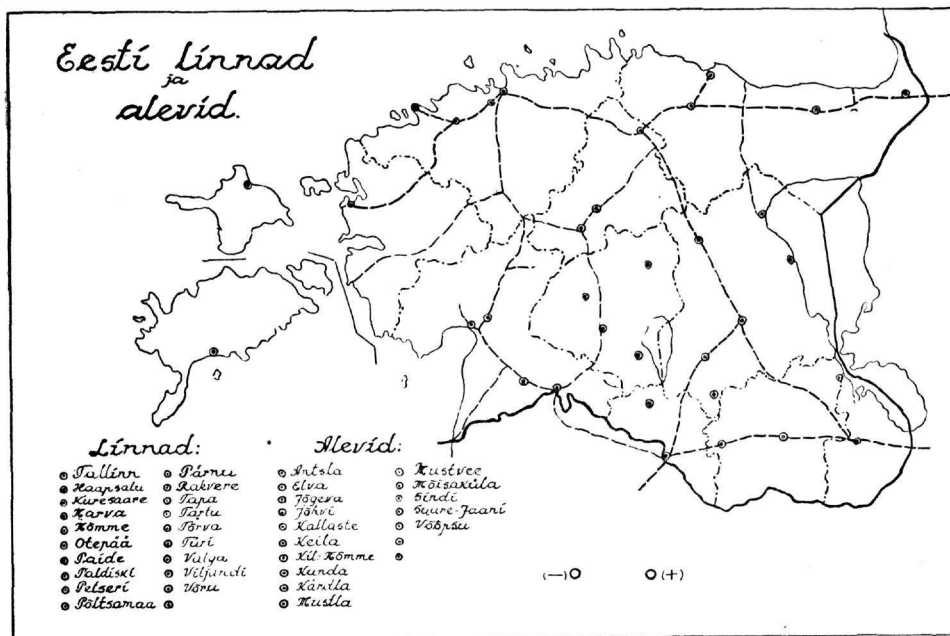 Eesti linnad
ja
alevid.
Linnad:
Tallinn
Haapsalu
Kuresaare
Narva
Nõmme
Otepää
Paide
Paldiski
Petseri
Põltsamaa
Pärnu
Rakvere
Tapa
Tartu
Tõrva
Türi
Valga
Viljandi
Võru
Alevid:
Antsla
Elva
Jõgeva
Jõhvi
Kallaste
Keila
Kil.-Nõmme
Kunda
Kärdla
Mustla
Mustvee
Mõisaküla
Sindi
Suure-Jaani
Võõpsu
(—)
(+)